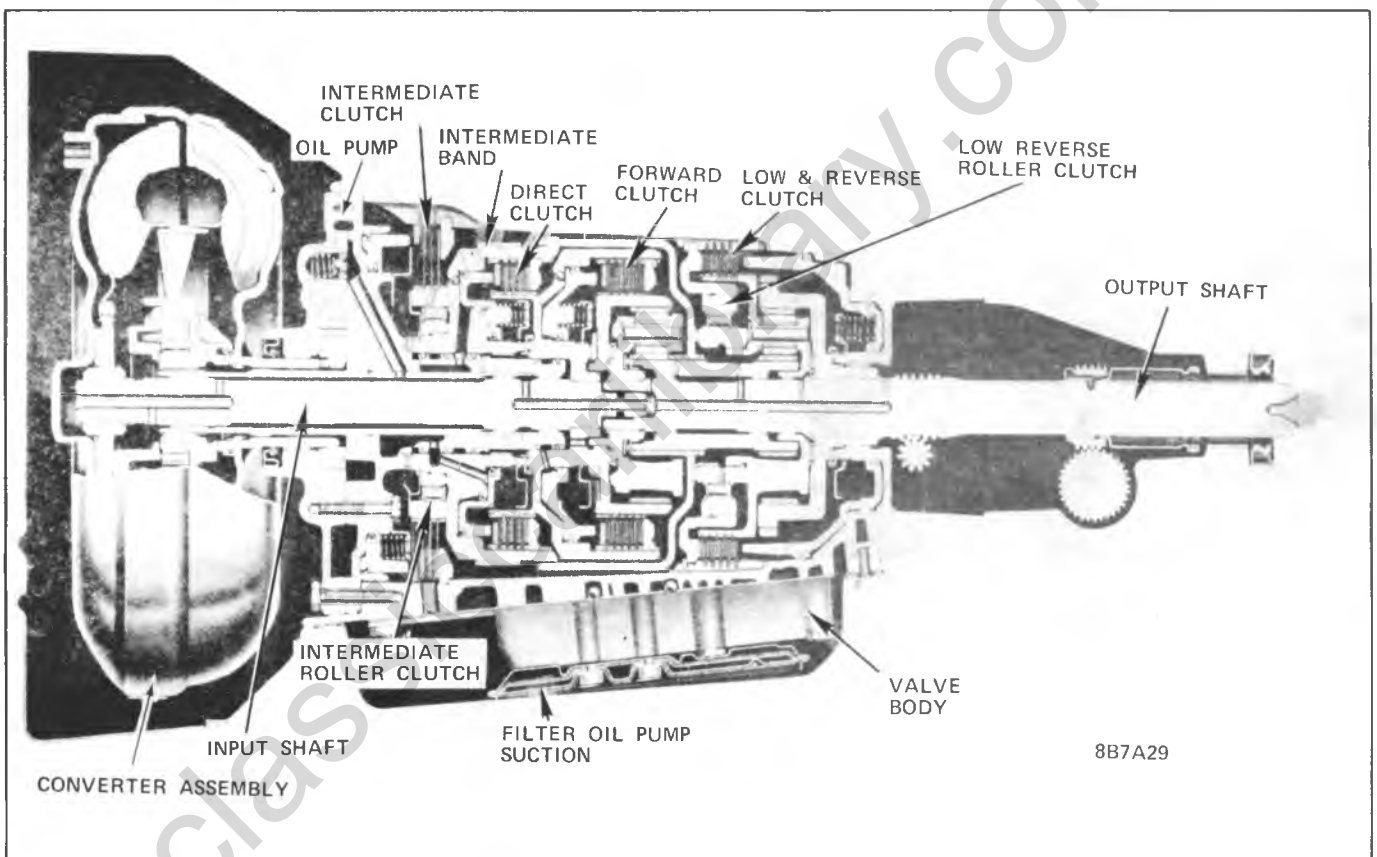 INTERMEDIATE
CLUTCH
OIL PUMP
INTERMEDIATE
BAND
DIRECT
CLUTCH
FORWARD
CLUTCH
LOW & REVERSE
CLUTCH
LOW REVERSE
ROLLER CLUTCH
OUTPUT SHAFT
INTERMEDIATE
ROLLER CLUTCH
VALVE
BODY
FILTER OIL PUMP
SUCTION
INPUT SHAFT
CONVERTER ASSEMBLY
8B7A29